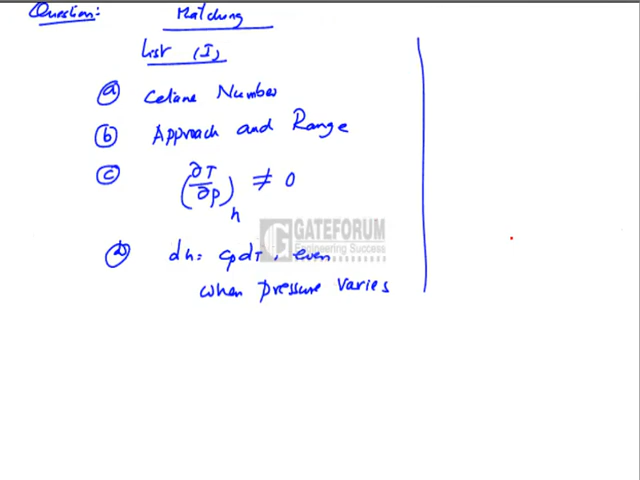 Question: Matching
List (I)
a Cetane Number
b Approach and Range
c (∂T/∂p)h ≠ 0
GATEFORUM
Engineering Success
d dh = cpdT, even
when pressure varies